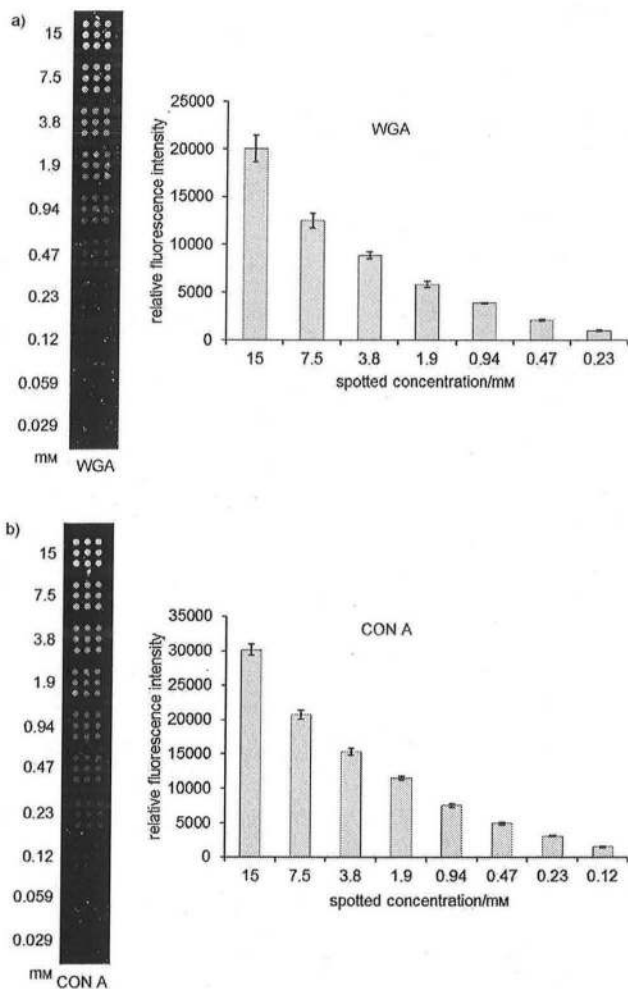 a)
15
7.5
3.8
1.9
0.94
0.47
0.23
0.12
0.059
0.029
mM
WGA
WGA
relative fluorescence intensity
25000
20000
15000
10000
5000
0
15 7.5 3.8 1.9 0.94 0.47 0.23
spotted concentration/mM
b)
15
7.5
3.8
1.9
0.94
0.47
0.23
0.12
0.059
0.029
mM
CON A
CON A
relative fluorescence intensity
35000
30000
25000
20000
15000
10000
5000
0
15 7.5 3.8 1.9 0.94 0.47 0.23 0.12
spotted concentration/mM